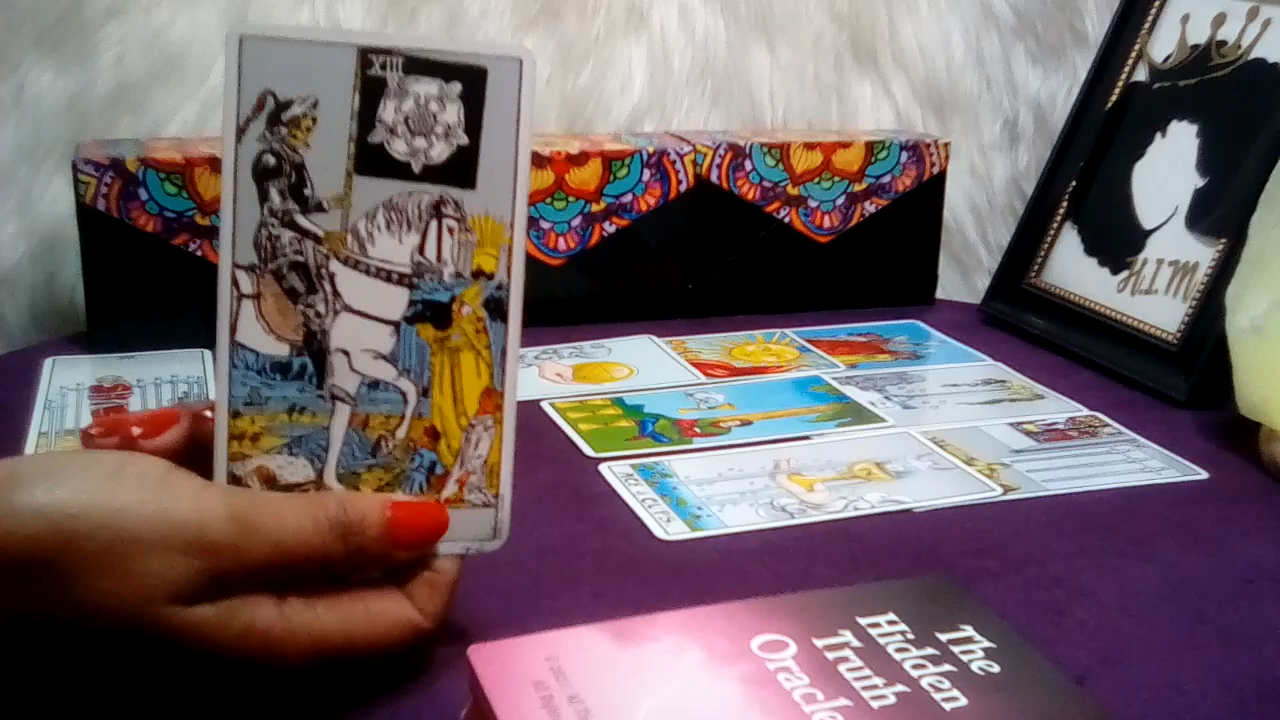 XIII
H.I.M
ACE of CUPS.
The
Hidden
Truth
Oracle